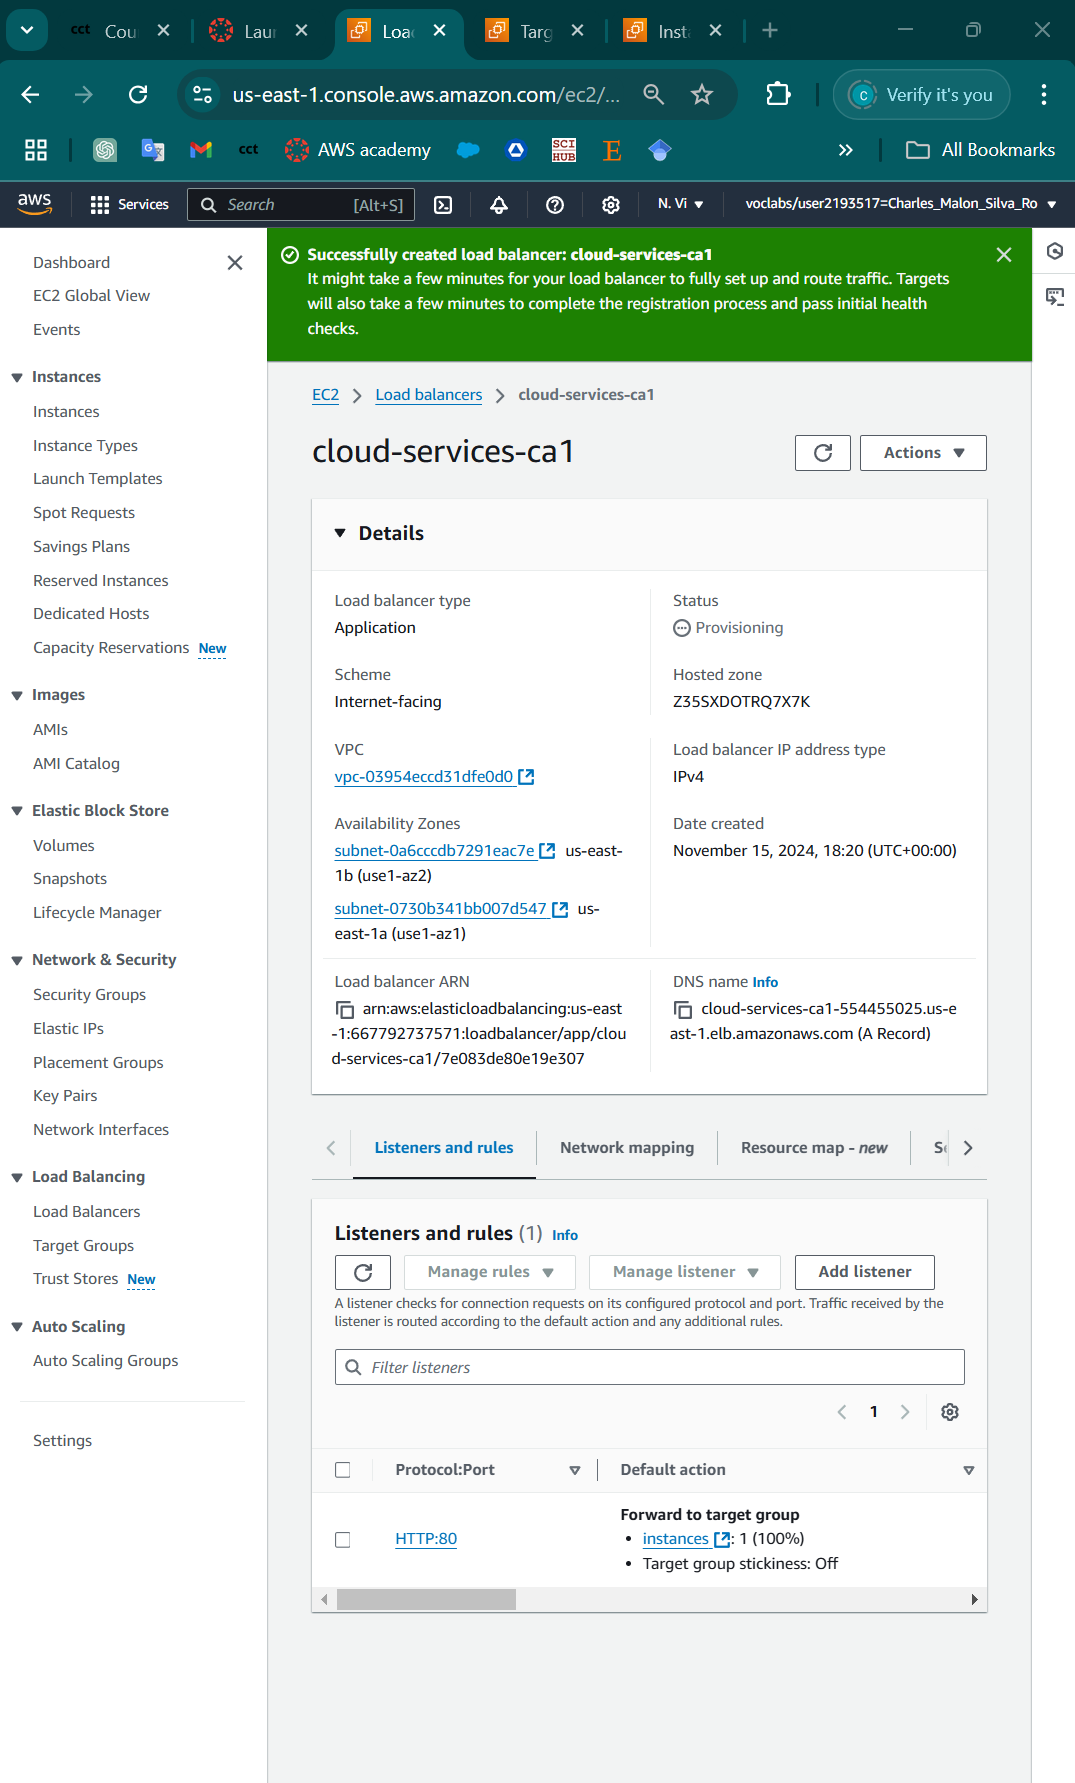 cct Cou
Lau
Loa
Targ
Inst
us-east-1.console.aws.amazon.com/ec2/...
Verify it's you
cct
AWS academy
SCI HUB
E
All Bookmarks
aws
Services
Search [Alt+S]
N. Vi
voclabs/user2193517=Charles_Malon_Silva_Ro
Dashboard
EC2 Global View
Events
Instances
Instances
Instance Types
Launch Templates
Spot Requests
Savings Plans
Reserved Instances
Dedicated Hosts
Capacity Reservations New
Images
AMIs
AMI Catalog
Elastic Block Store
Volumes
Snapshots
Lifecycle Manager
Network & Security
Security Groups
Elastic IPs
Placement Groups
Key Pairs
Network Interfaces
Load Balancing
Load Balancers
Target Groups
Trust Stores New
Auto Scaling
Auto Scaling Groups
Settings
Successfully created load balancer: cloud-services-ca1
It might take a few minutes for your load balancer to fully set up and route traffic. Targets
will also take a few minutes to complete the registration process and pass initial health
checks.
EC2 > Load balancers > cloud-services-ca1
cloud-services-ca1
Actions
Details
Load balancer type
Application
Status
Provisioning
Scheme
Internet-facing
Hosted zone
Z35SXDOTRQ7X7K
VPC
vpc-03954eccd31dfe0d0
Load balancer IP address type
IPv4
Availability Zones
subnet-0a6cccdb7291eac7e us-east-
1b (use1-az2)
subnet-0730b341bb007d547 us-
east-1a (use1-az1)
Date created
November 15, 2024, 18:20 (UTC+00:00)
Load balancer ARN
arn:aws:elasticloadbalancing:us-east
-1:667792737571:loadbalancer/app/clou
d-services-ca1/7e083de80e19e307
DNS name Info
cloud-services-ca1-554455025.us-e
ast-1.elb.amazonaws.com (A Record)
Listeners and rules
Network mapping
Resource map - new
Se
Listeners and rules (1) Info
Manage rules
Manage listener
Add listener
A listener checks for connection requests on its configured protocol and port. Traffic received by the
listener is routed according to the default action and any additional rules.
Filter listeners
1
Protocol:Port
Default action
HTTP:80
Forward to target group
• instances : 1 (100%)
• Target group stickiness: Off